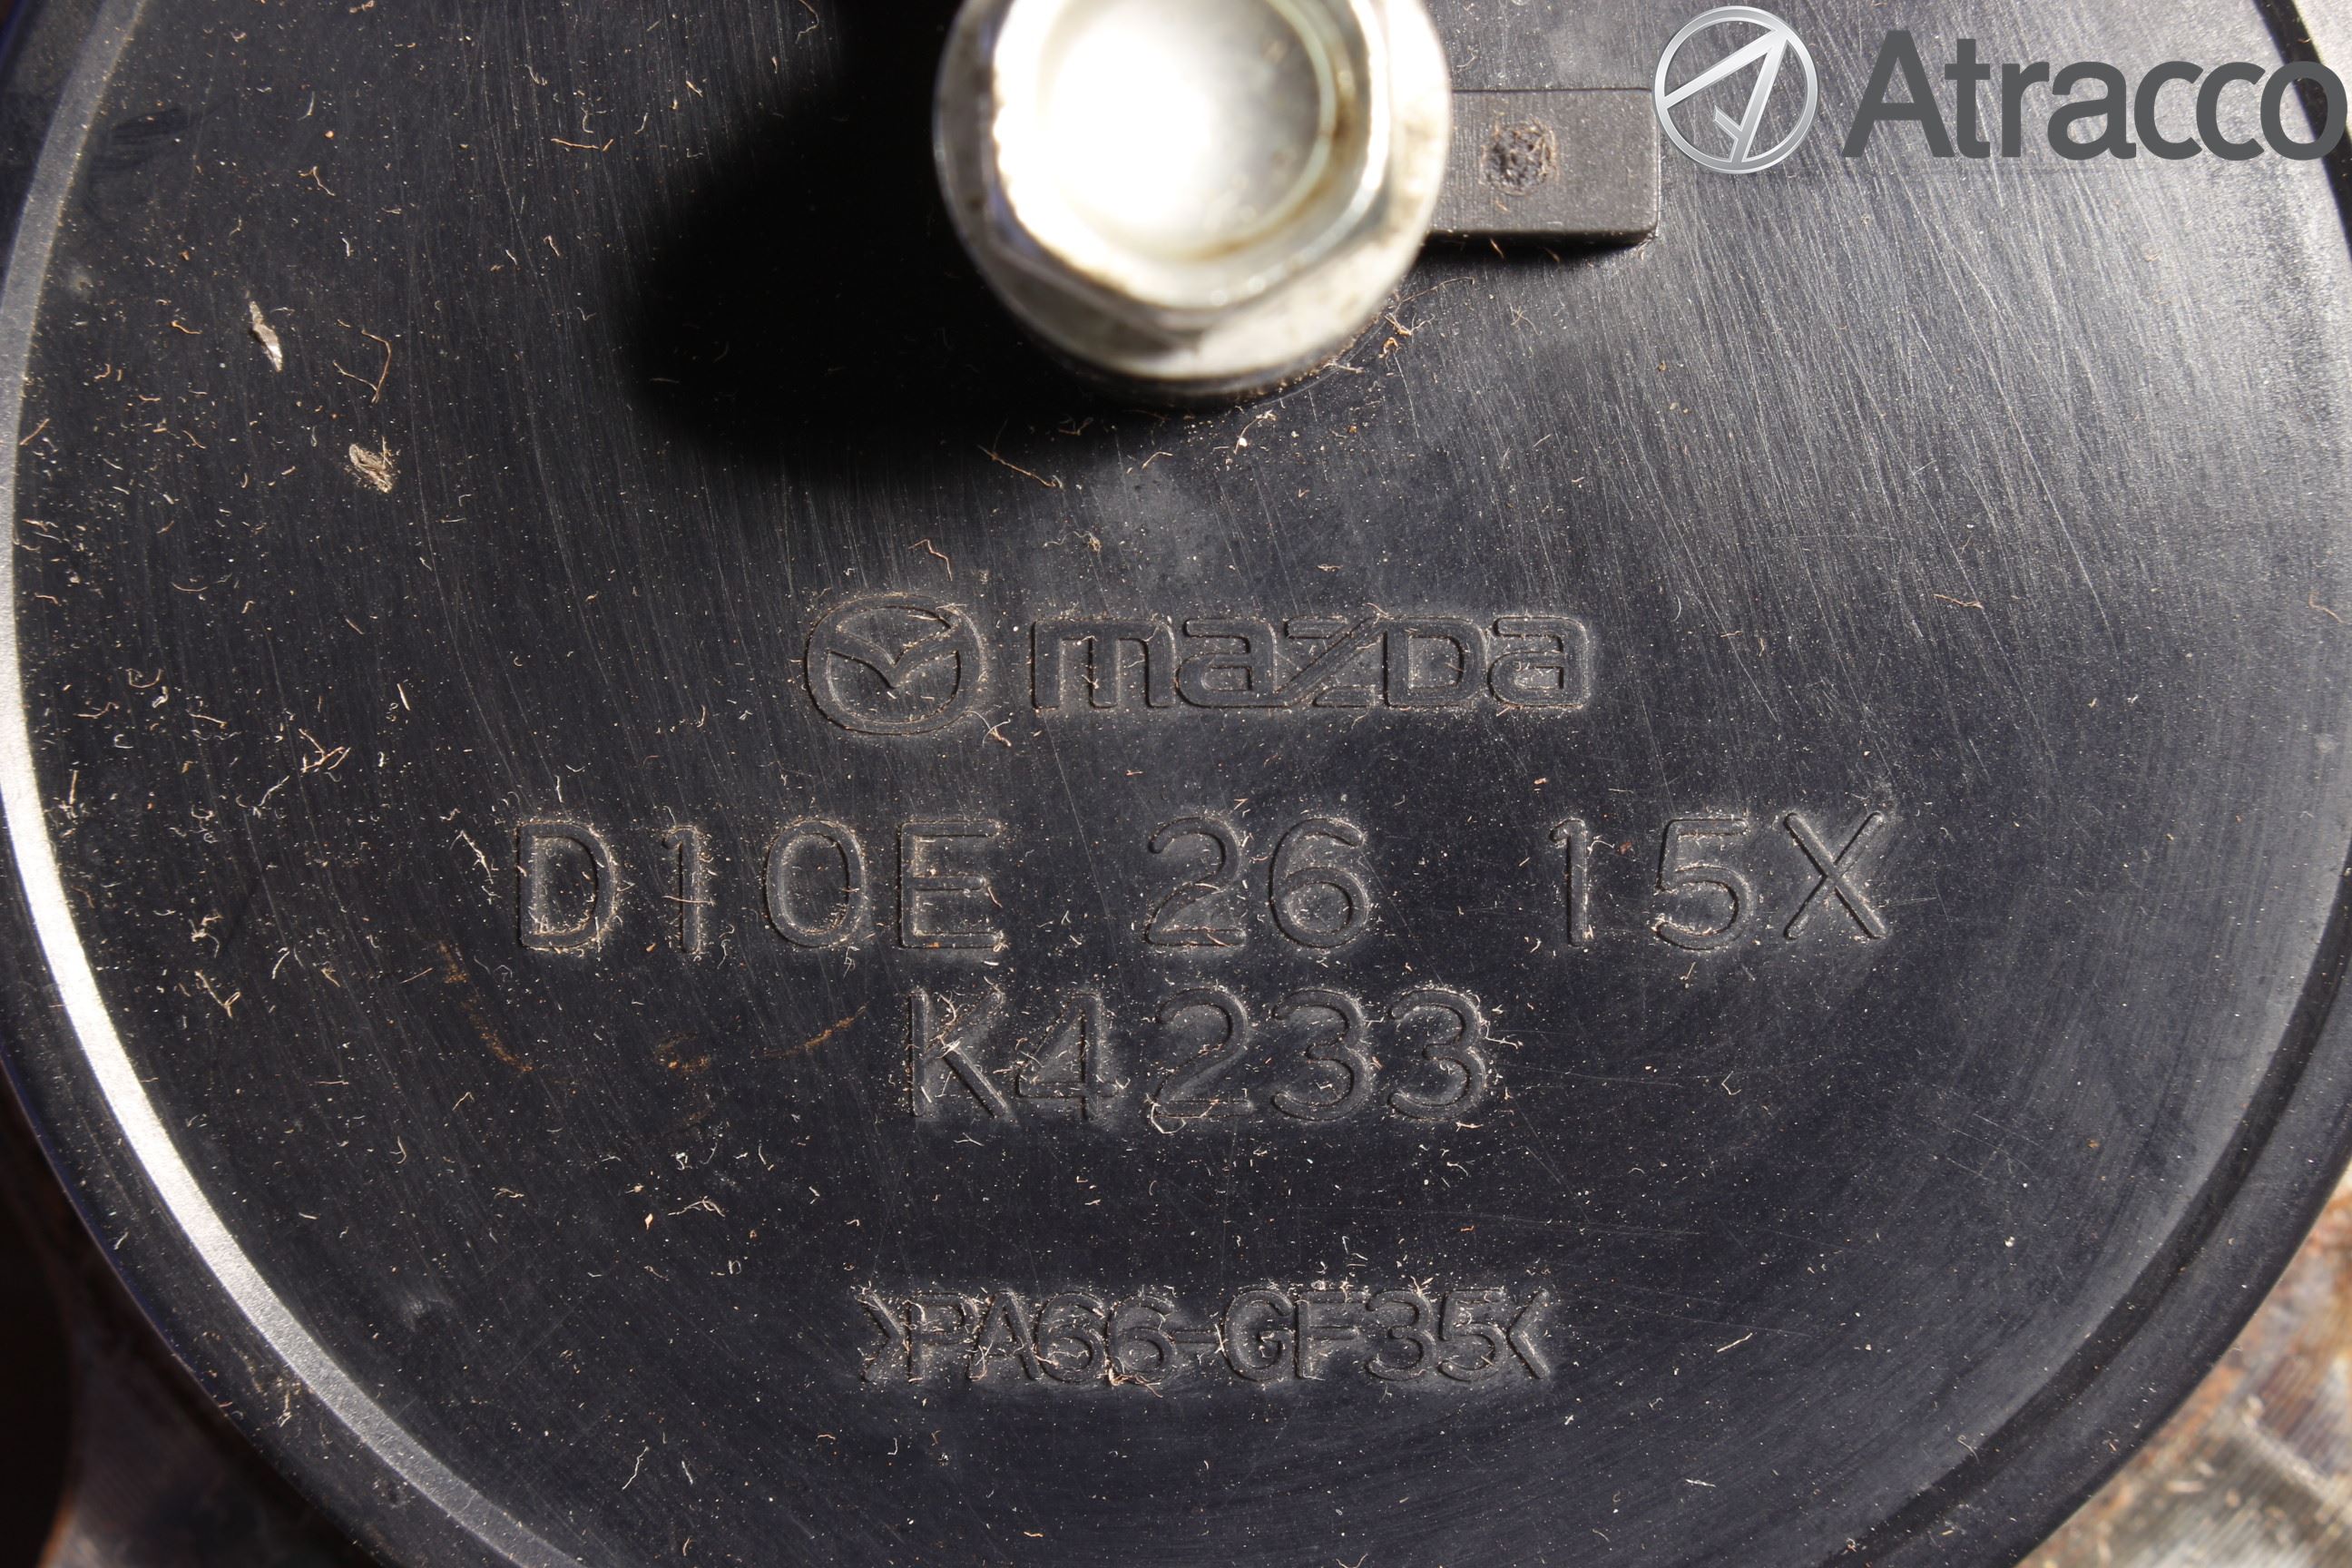 Atracco
mazda
D10E 26 15X
K4233
>PA66-GF35<